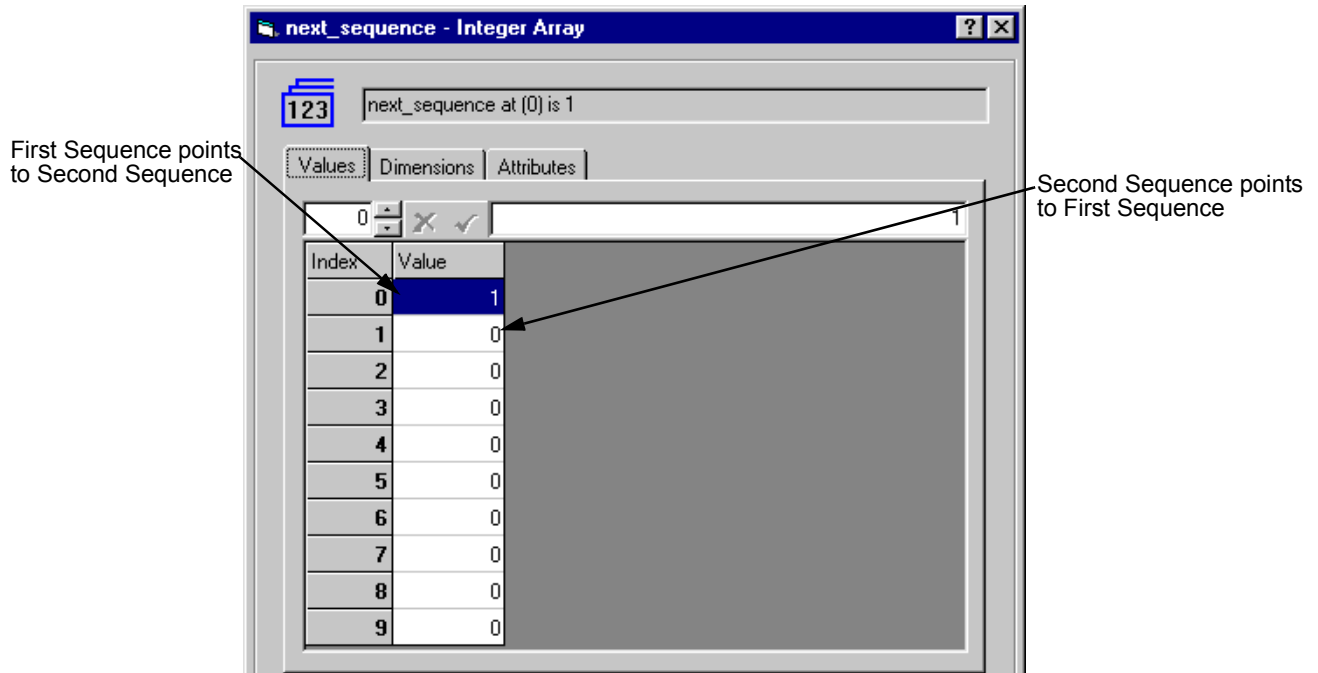 next_sequence - Integer Array
? X
123
next_sequence at (0) is 1
First Sequence points
to Second Sequence
Values Dimensions Attributes
Second Sequence points
to First Sequence
0 1
Index Value
0 1
1 0
2 0
3 0
4 0
5 0
6 0
7 0
8 0
9 0